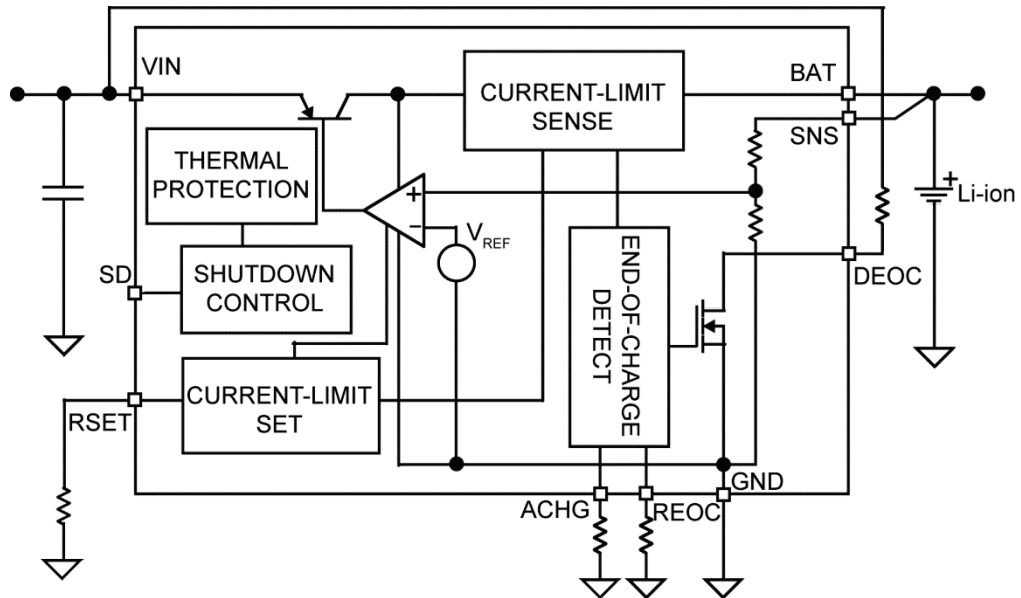 VIN
BAT
CURRENT-LIMIT
SENSE
SNS
THERMAL
PROTECTION
+
−
VREF
+
Li-ion
SD
SHUTDOWN
CONTROL
END-OF-CHARGE
DETECT
DEOC
RSET
CURRENT-LIMIT
SET
GND
ACHG
REOC